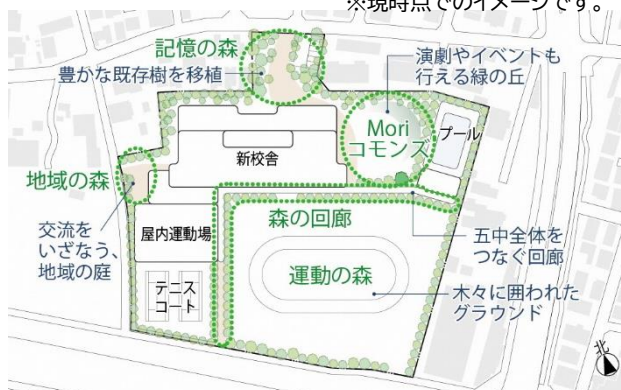 ※現時点でのイメージです。
記憶の森
豊かな既存樹を移植
演劇やイベントも
行える緑の丘
Mori
コモンズ
プール
新校舎
地域の森
交流を
いざなう、
地域の庭
屋内運動場
森の回廊
五中全体を
つなぐ回廊
運動の森
テニス
コート
木々に囲われた
グラウンド
北